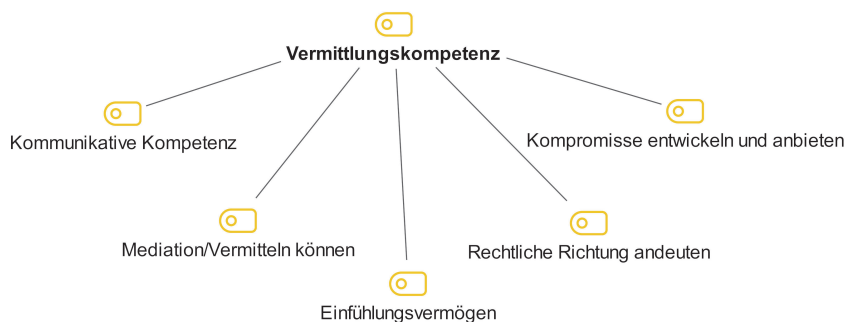 Vermittlungskompetenz
Kommunikative Kompetenz
Kompromisse entwickeln und anbieten
Mediation/Vermitteln können
Rechtliche Richtung andeuten
Einfühlungsvermögen